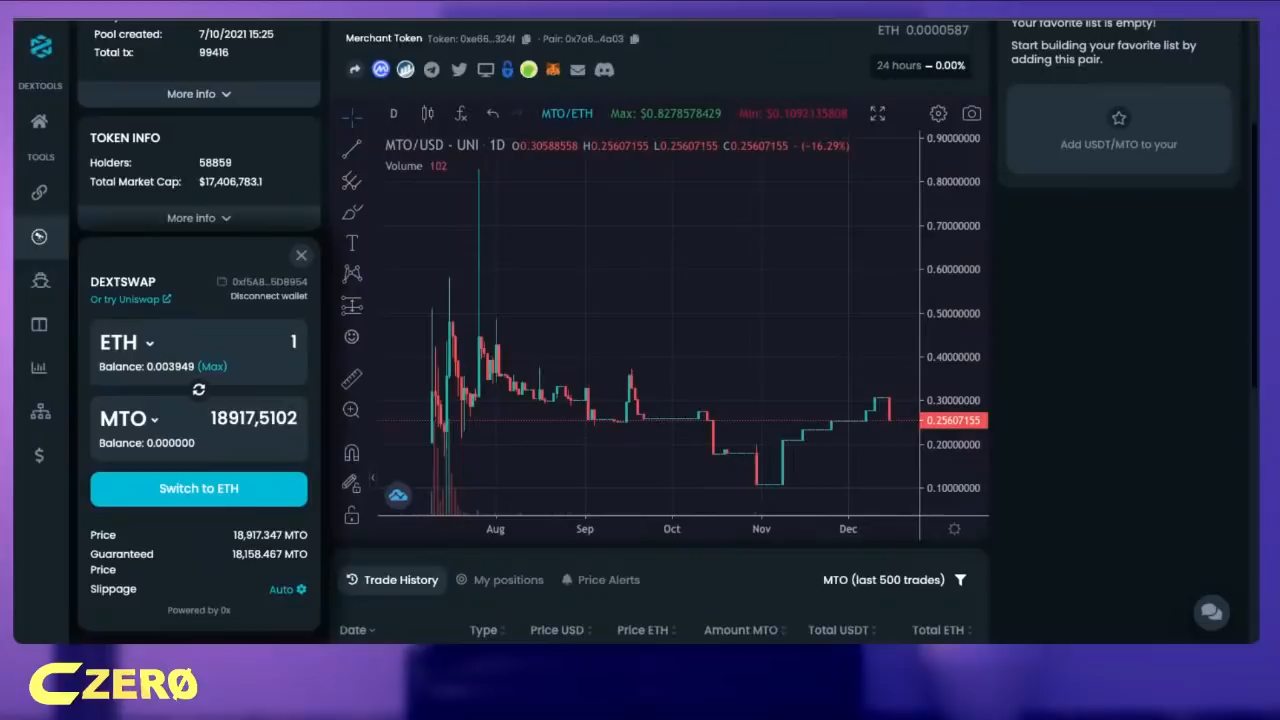 DEXTOOLS
TOOLS
Pool created: 7/10/2021 15:25
Total tx: 99416
More info
TOKEN INFO
Holders: 58859
Total Market Cap: $17,406,783.1
More info
DEXTSWAP
0xf5A8...5D8954
Or try Uniswap
Disconnect wallet
ETH 1
Balance: 0.003949 (Max)
MTO 18917,5102
Balance: 0.000000
Switch to ETH
Price 18,917.347 MTO
Guaranteed Price 18,158.467 MTO
Slippage Auto
Powered by 0x
Merchant Token Token: 0xe66...324f - Pair: 0x7a6...4a03
ETH 0.0000587
24 hours – 0.00%
D MTO/ETH Max: $0.8278578429 Min: $0.1092135808
MTO/USD - UNI 1D O0.30588558 H0.25607155 L0.25607155 C0.25607155 - (-16.29%)
Volume 102
0.90000000
0.80000000
0.70000000
0.60000000
0.50000000
0.40000000
0.30000000
0.25607155
0.20000000
0.10000000
Aug Sep Oct Nov Dec
Trade History My positions Price Alerts MTO (last 500 trades)
Date Type Price USD Price ETH Amount MTO Total USDT Total ETH
Your favorite list is empty!
Start building your favorite list by
adding this pair.
Add USDT/MTO to your
CZERØ